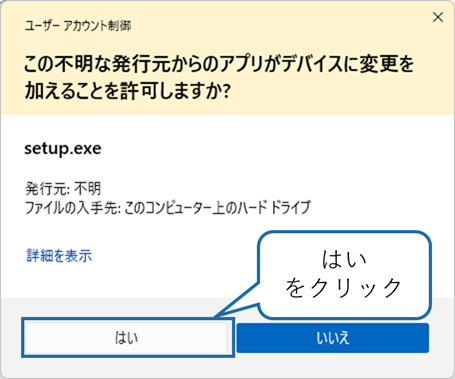 ユーザー アカウント制御
この不明な発行元からのアプリがデバイスに変更を
加えることを許可しますか?
setup.exe
発行元: 不明
ファイルの入手先: このコンピューター上のハード ドライブ
詳細を表示
はい
をクリック
はい
いいえ